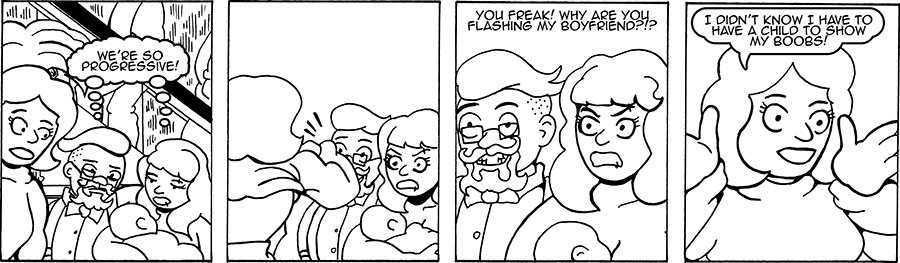 WE'RE SO
PROGRESSIVE!
YOU FREAK! WHY ARE YOU
FLASHING MY BOYFRIEND?!?
I DIDN'T KNOW I HAVE TO
HAVE A CHILD TO SHOW
MY BOOBS!